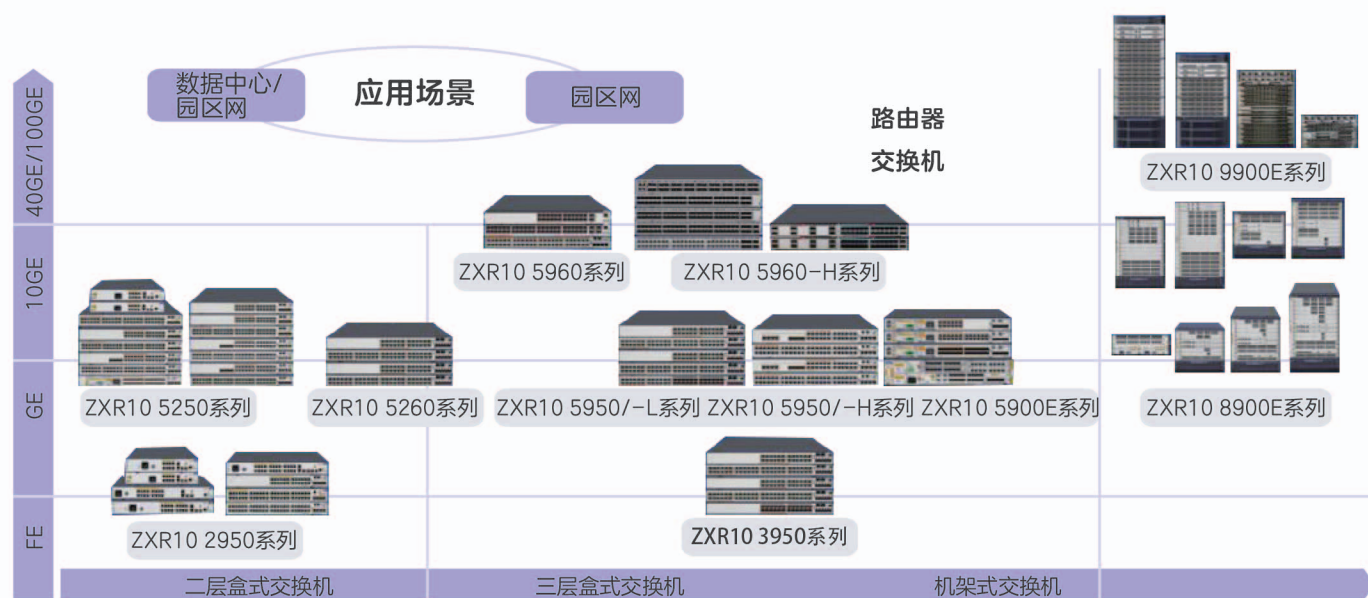 数据中心/
园区网
应用场景
园区网
路由器
交换机
40GE/100GE
10GE
GE
FE
ZXR10 9900E系列
ZXR10 5960系列
ZXR10 5960-H系列
ZXR10 5250系列
ZXR10 5260系列
ZXR10 5950/-L系列
ZXR10 5950/-H系列
ZXR10 5900E系列
ZXR10 8900E系列
ZXR10 2950系列
ZXR10 3950系列
二层盒式交换机
三层盒式交换机
机架式交换机